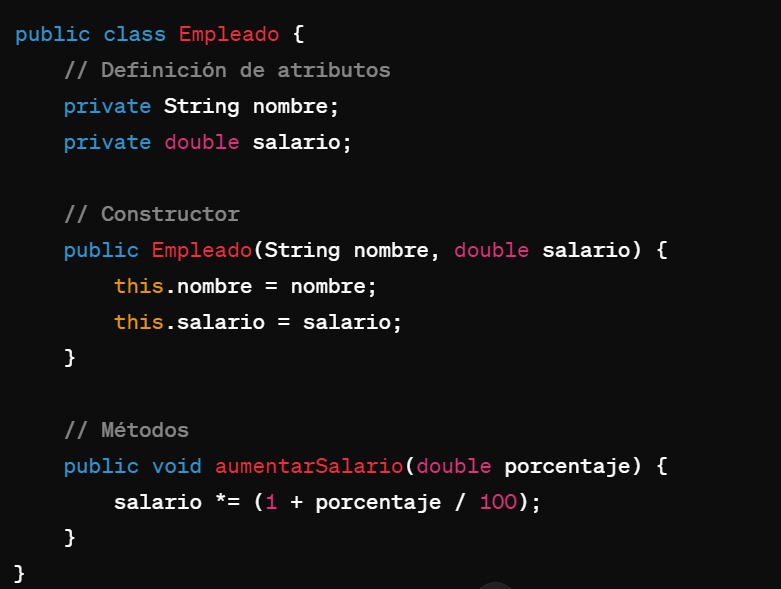 public class Empleado {
// Definición de atributos
private String nombre;
private double salario;
// Constructor
public Empleado(String nombre, double salario) {
this.nombre = nombre;
this.salario = salario;
}
// Métodos
public void aumentarSalario(double porcentaje) {
salario *= (1 + porcentaje / 100);
}
}